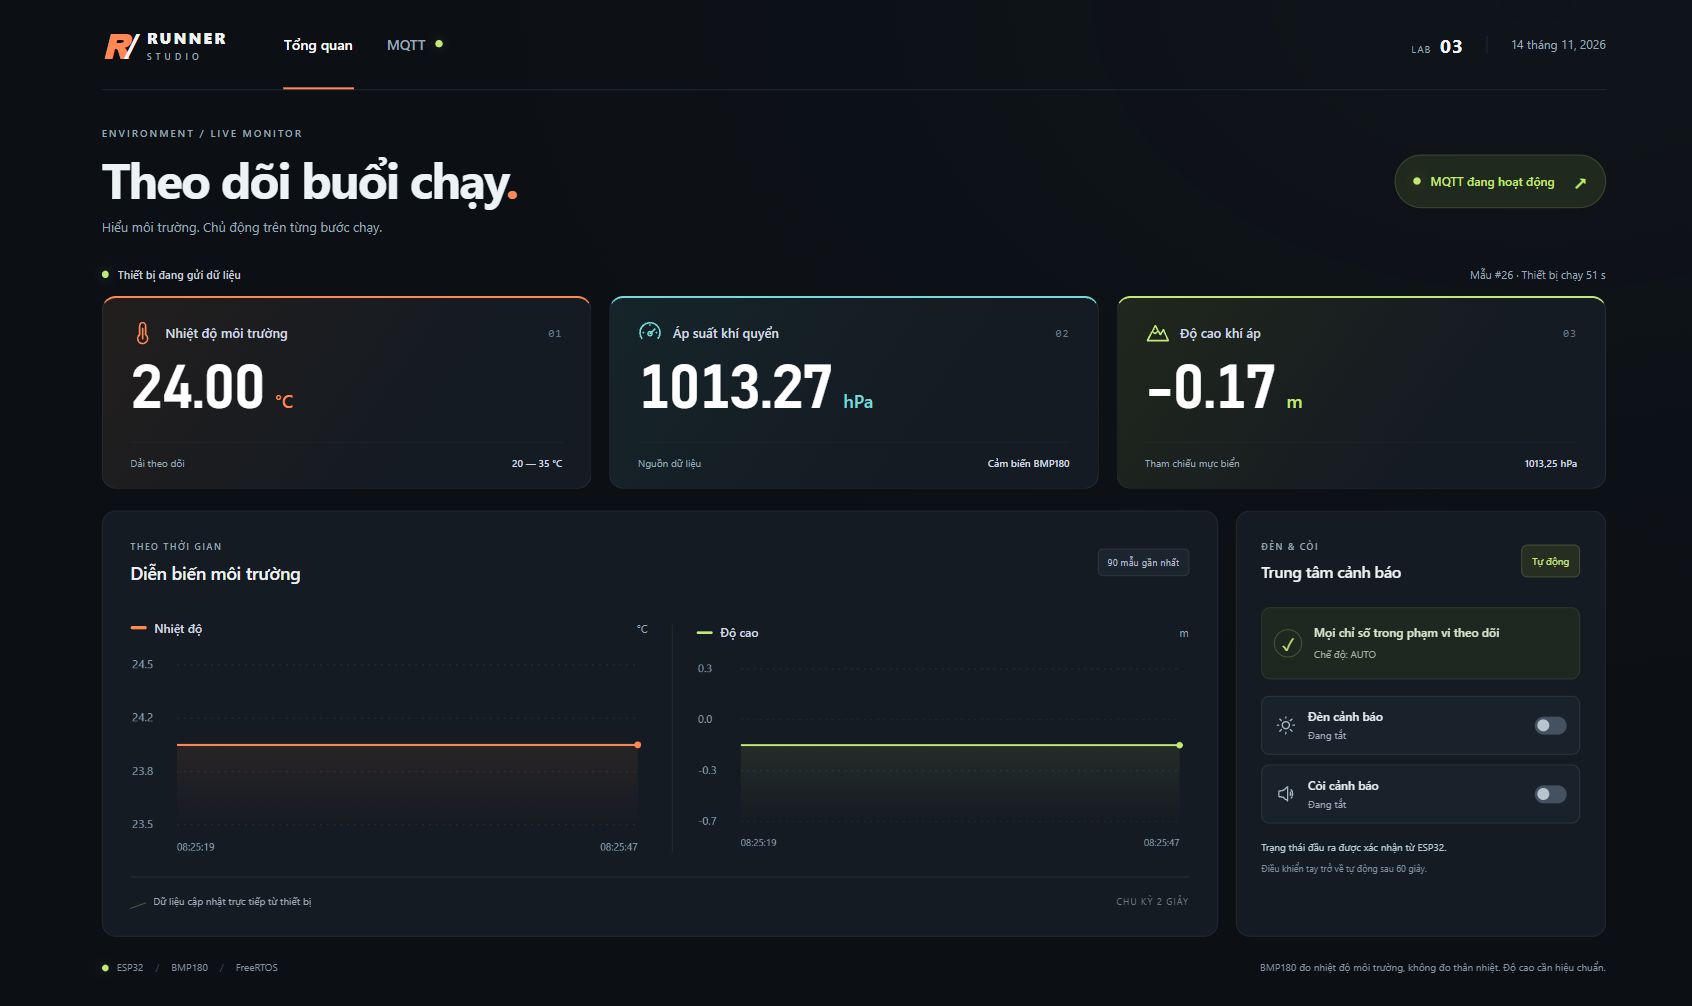 RUNNER
STUDIO
Tổng quan
MQTT
LAB 03
14 tháng 11, 2026
ENVIRONMENT / LIVE MONITOR
Theo dõi buổi chạy.
Hiểu môi trường. Chủ động trên từng bước chạy.
MQTT đang hoạt động ↗
Thiết bị đang gửi dữ liệu
Mẫu #26 · Thiết bị chạy 51 s
Nhiệt độ môi trường
01
24.00 °C
Dải theo dõi
20 — 35 °C
Áp suất khí quyển
02
1013.27 hPa
Nguồn dữ liệu
Cảm biến BMP180
Độ cao khí áp
03
-0.17 m
Tham chiếu mực biển
1013,25 hPa
THEO THỜI GIAN
Diễn biến môi trường
90 mẫu gần nhất
Nhiệt độ
°C
24.5
24.2
23.8
23.5
08:25:19
08:25:47
Độ cao
m
0.3
0.0
-0.3
-0.7
08:25:19
08:25:47
Dữ liệu cập nhật trực tiếp từ thiết bị
CHU KỲ 2 GIÂY
ĐÈN & CÒI
Trung tâm cảnh báo
Tự động
Mọi chỉ số trong phạm vi theo dõi
Chế độ: AUTO
Đèn cảnh báo
Đang tắt
Còi cảnh báo
Đang tắt
Trạng thái đầu ra được xác nhận từ ESP32.
Điều khiển tay trở về tự động sau 60 giây.
ESP32 / BMP180 / FreeRTOS
BMP180 đo nhiệt độ môi trường, không đo thân nhiệt. Độ cao cần hiệu chuẩn.